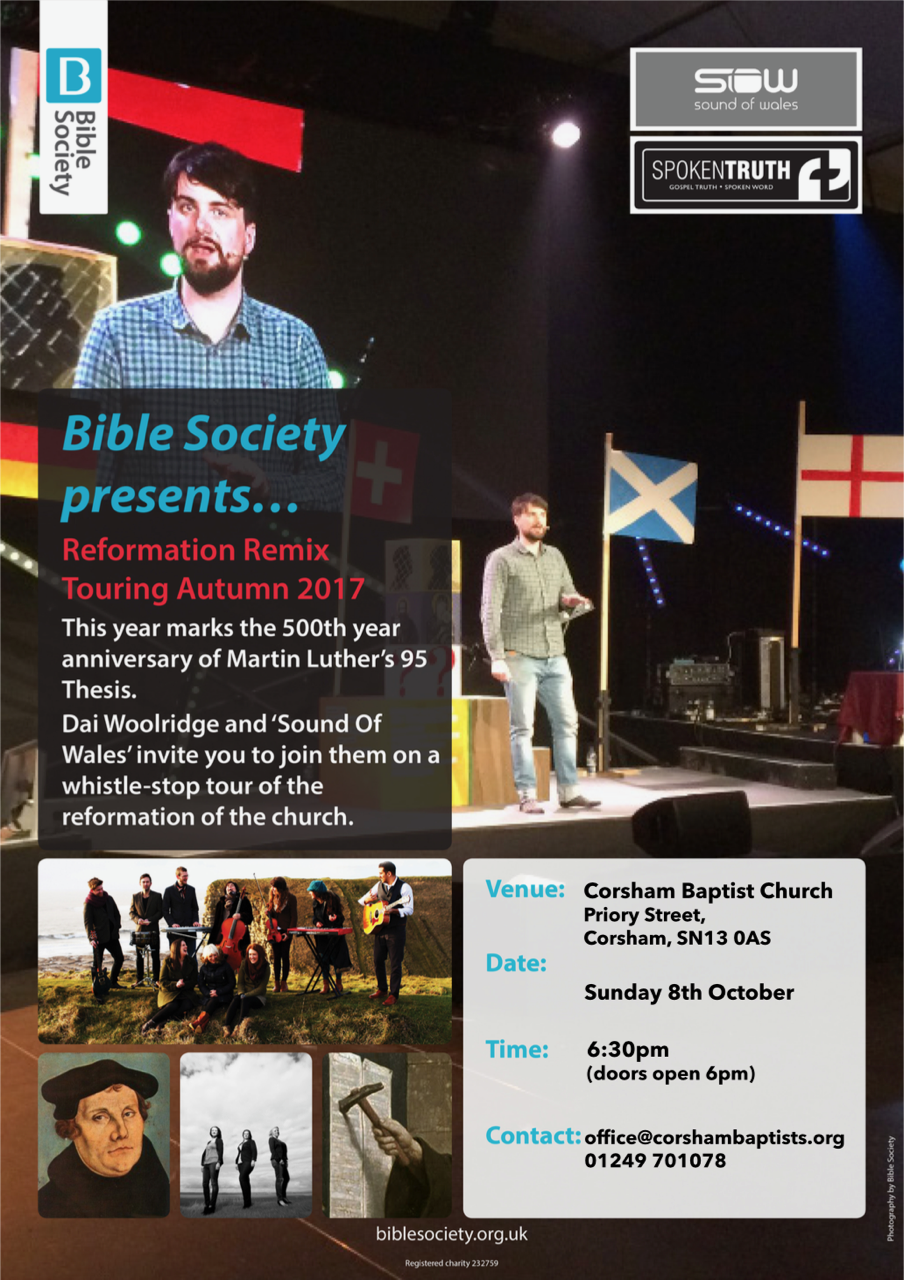 B
Bible
Society
SOW
sound of wales
SPOKENTRUTH
GOSPEL TRUTH • SPOKEN WORD
Bible Society
presents...
Reformation Remix
Touring Autumn 2017
This year marks the 500th year
anniversary of Martin Luther's 95
Thesis.
Dai Woolridge and 'Sound Of
Wales' invite you to join them on a
whistle-stop tour of the
reformation of the church.
Venue: Corsham Baptist Church
Priory Street,
Corsham, SN13 0AS
Date:
Sunday 8th October
Time: 6:30pm
(doors open 6pm)
Contact: office@corshambaptists.org
01249 701078
Photography by Bible Society
biblesociety.org.uk
Registered charity 232759